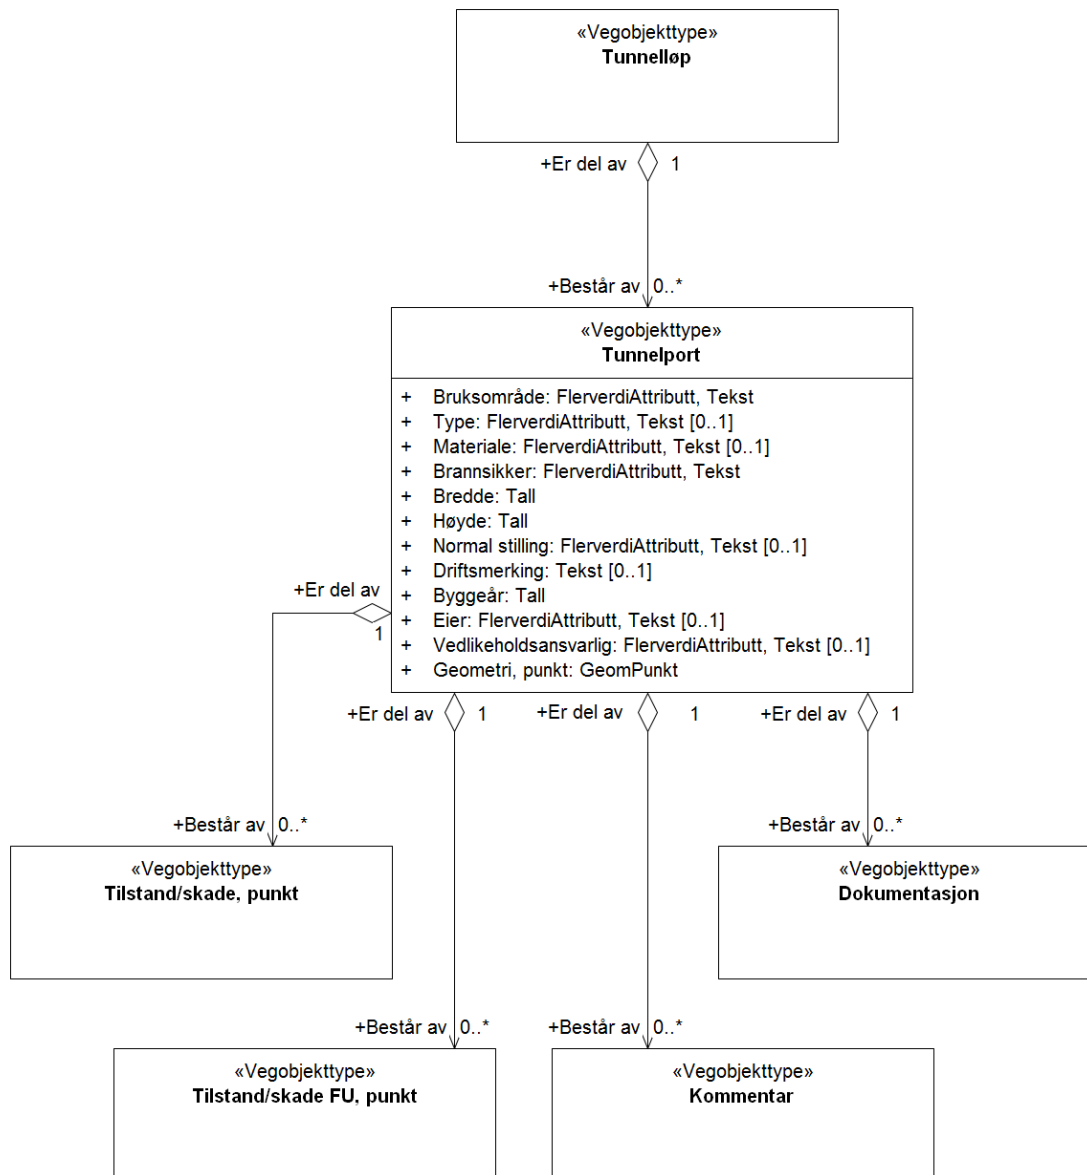 «Vegobjekttype»
Tunnelløp
+Er del av 1
+Består av 0..*
«Vegobjekttype»
Tunnelport
+ Bruksområde: FlerverdiAttributt, Tekst
+ Type: FlerverdiAttributt, Tekst [0..1]
+ Materiale: FlerverdiAttributt, Tekst [0..1]
+ Brannsikker: FlerverdiAttributt, Tekst
+ Bredde: Tall
+ Høyde: Tall
+ Normal stilling: FlerverdiAttributt, Tekst [0..1]
+ Driftsmerking: Tekst [0..1]
+ Byggeår: Tall
+ Eier: FlerverdiAttributt, Tekst [0..1]
+ Vedlikeholdsansvarlig: FlerverdiAttributt, Tekst [0..1]
+ Geometri, punkt: GeomPunkt
+Er del av
1
+Er del av 1
+Er del av 1
+Er del av 1
+Består av 0..*
+Består av 0..*
«Vegobjekttype»
Tilstand/skade, punkt
«Vegobjekttype»
Dokumentasjon
+Består av 0..*
+Består av 0..*
«Vegobjekttype»
Tilstand/skade FU, punkt
«Vegobjekttype»
Kommentar